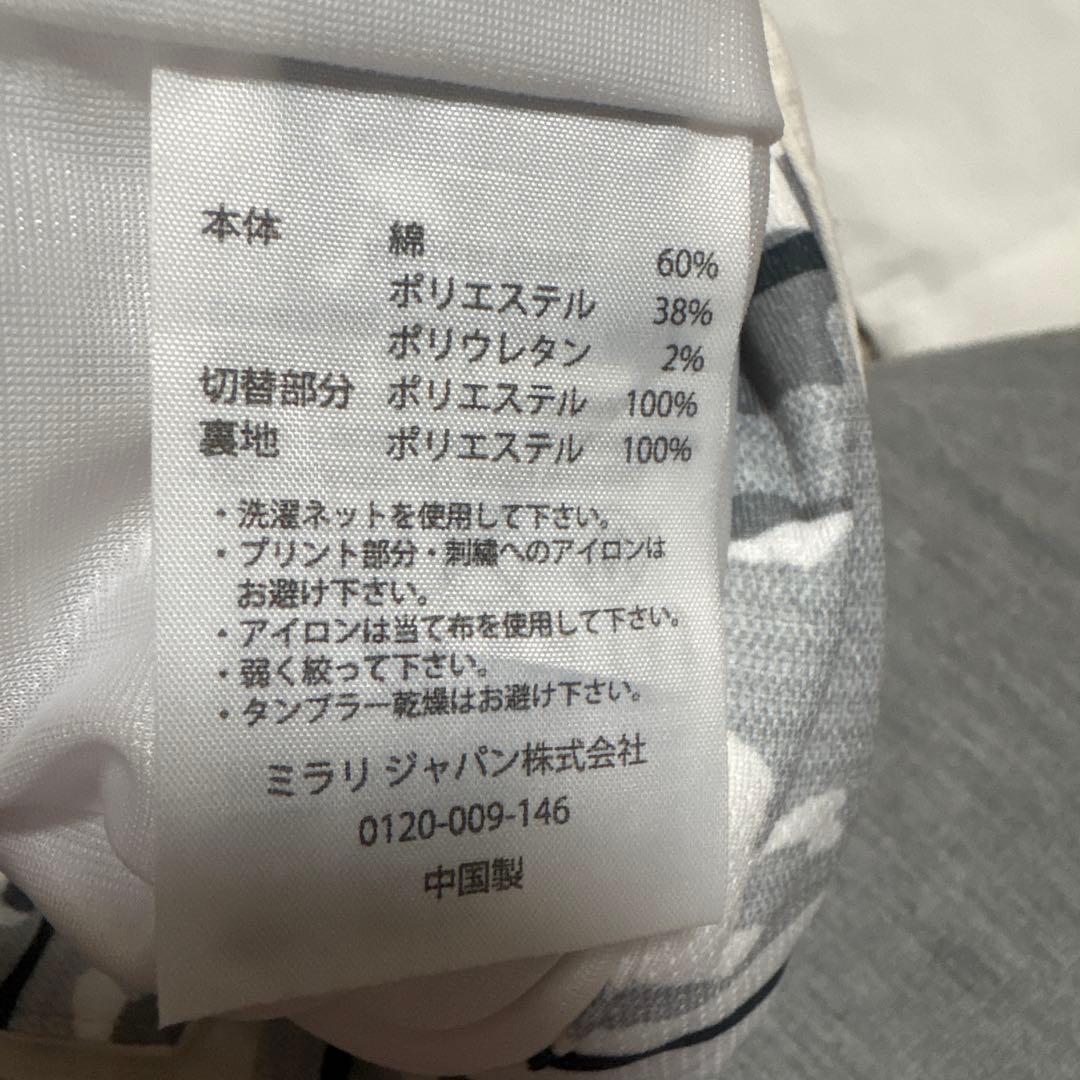 本体 綿 60%
ポリエステル 38%
ポリウレタン 2%
切替部分 ポリエステル 100%
裏地 ポリエステル 100%
・洗濯ネットを使用して下さい。
・プリント部分・刺繍へのアイロンは
お避け下さい。
・アイロンは当て布を使用して下さい。
・弱く絞って下さい。
・タンブラー乾燥はお避け下さい。
ミラリ ジャパン株式会社
0120-009-146
中国製